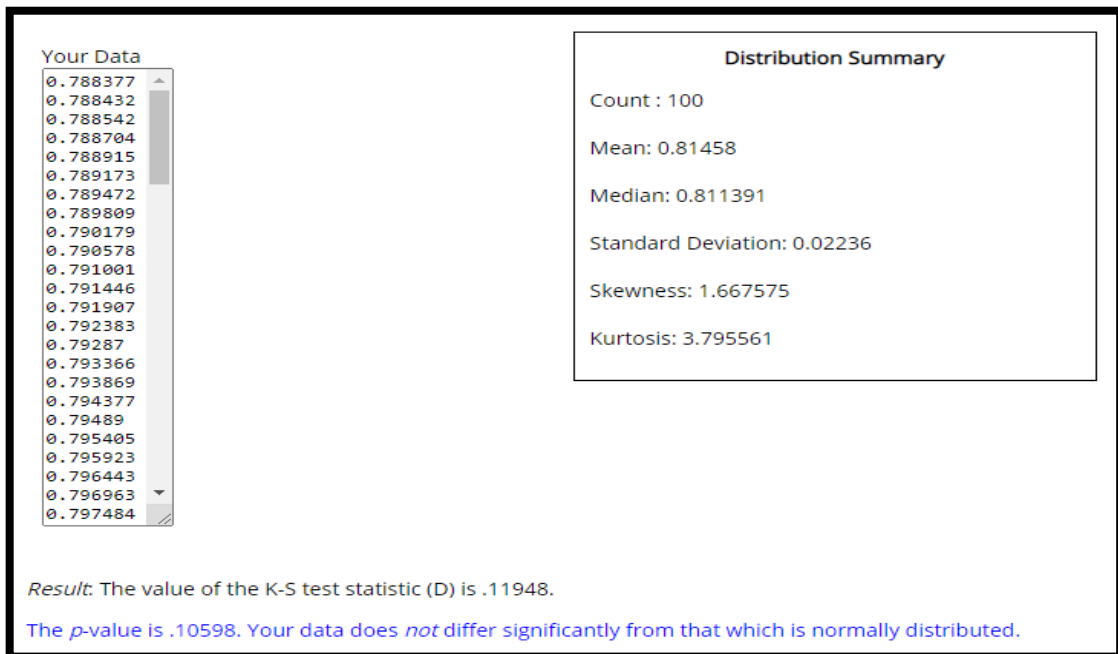 Your Data
0.788377
0.788432
0.788542
0.788704
0.788915
0.789173
0.789472
0.789809
0.790179
0.790578
0.791001
0.791446
0.791907
0.792383
0.79287
0.793366
0.793869
0.794377
0.79489
0.795405
0.795923
0.796443
0.796963
0.797484
Distribution Summary
Count : 100
Mean: 0.81458
Median: 0.811391
Standard Deviation: 0.02236
Skewness: 1.667575
Kurtosis: 3.795561
Result: The value of the K-S test statistic (D) is .11948.
The p-value is .10598. Your data does not differ significantly from that which is normally distributed.